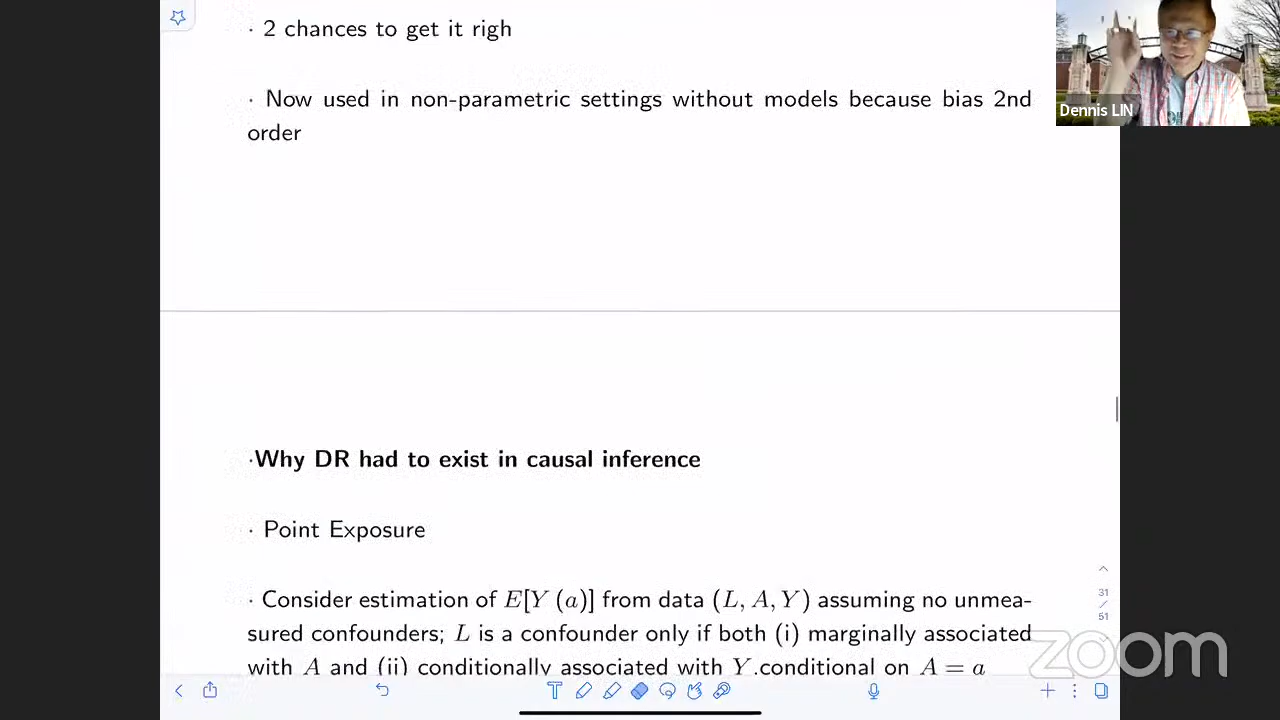 · 2 chances to get it righ
· Now used in non-parametric settings without models because bias 2nd
order
Dennis LIN
·Why DR had to exist in causal inference
· Point Exposure
· Consider estimation of E[Y (a)] from data (L, A, Y) assuming no unmea-
sured confounders; L is a confounder only if both (i) marginally associated
with A and (ii) conditionally associated with Y.conditional on A = a
31
/
51
zoom